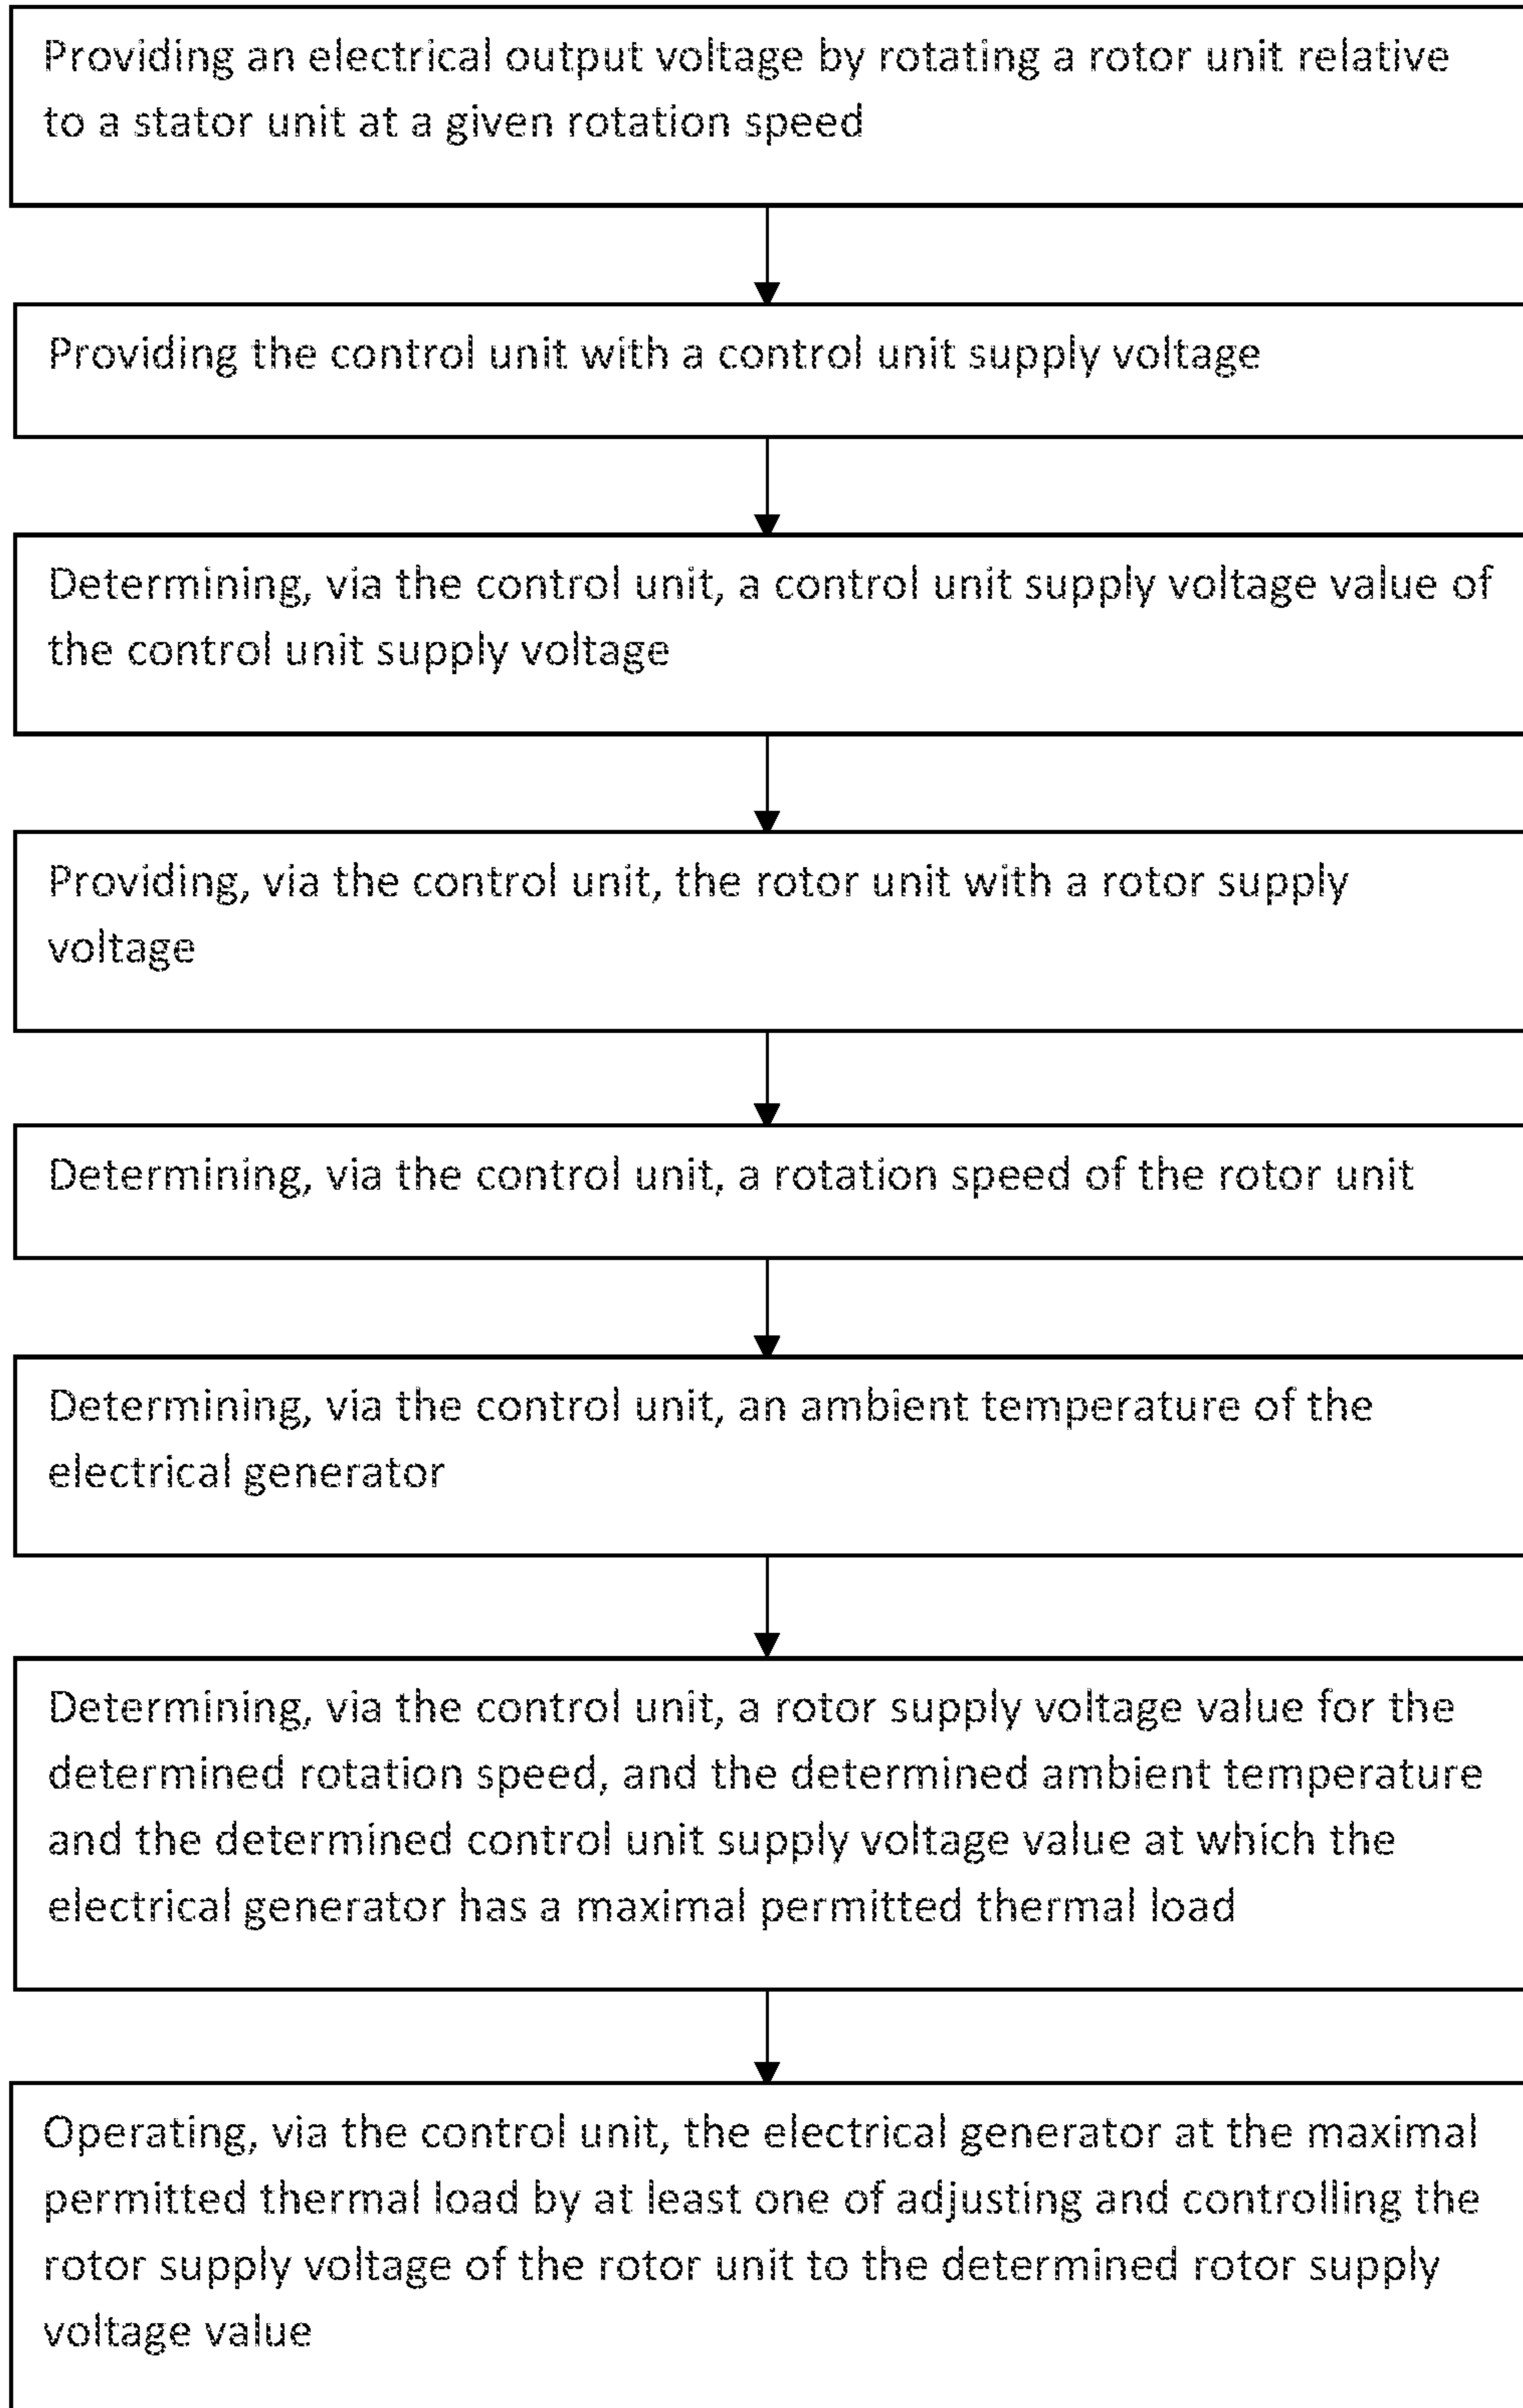 Providing an electrical output voltage by rotating a rotor unit relative
to a stator unit at a given rotation speed
Providing the control unit with a control unit supply voltage
Determining, via the control unit, a control unit supply voltage value of
the control unit supply voltage
Providing, via the control unit, the rotor unit with a rotor supply
voltage
Determining, via the control unit, a rotation speed of the rotor unit
Determining, via the control unit, an ambient temperature of the
electrical generator
Determining, via the control unit, a rotor supply voltage value for the
determined rotation speed, and the determined ambient temperature
and the determined control unit supply voltage value at which the
electrical generator has a maximal permitted thermal load
Operating, via the control unit, the electrical generator at the maximal
permitted thermal load by at least one of adjusting and controlling the
rotor supply voltage of the rotor unit to the determined rotor supply
voltage value